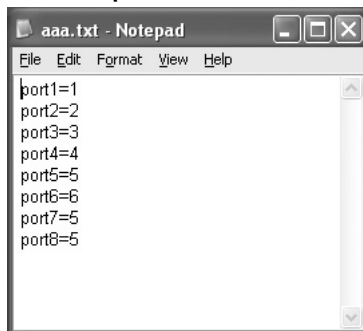 aaa.txt - Notepad
File Edit Format View Help
port1=1
port2=2
port3=3
port4=4
port5=5
port6=6
port7=5
port8=5